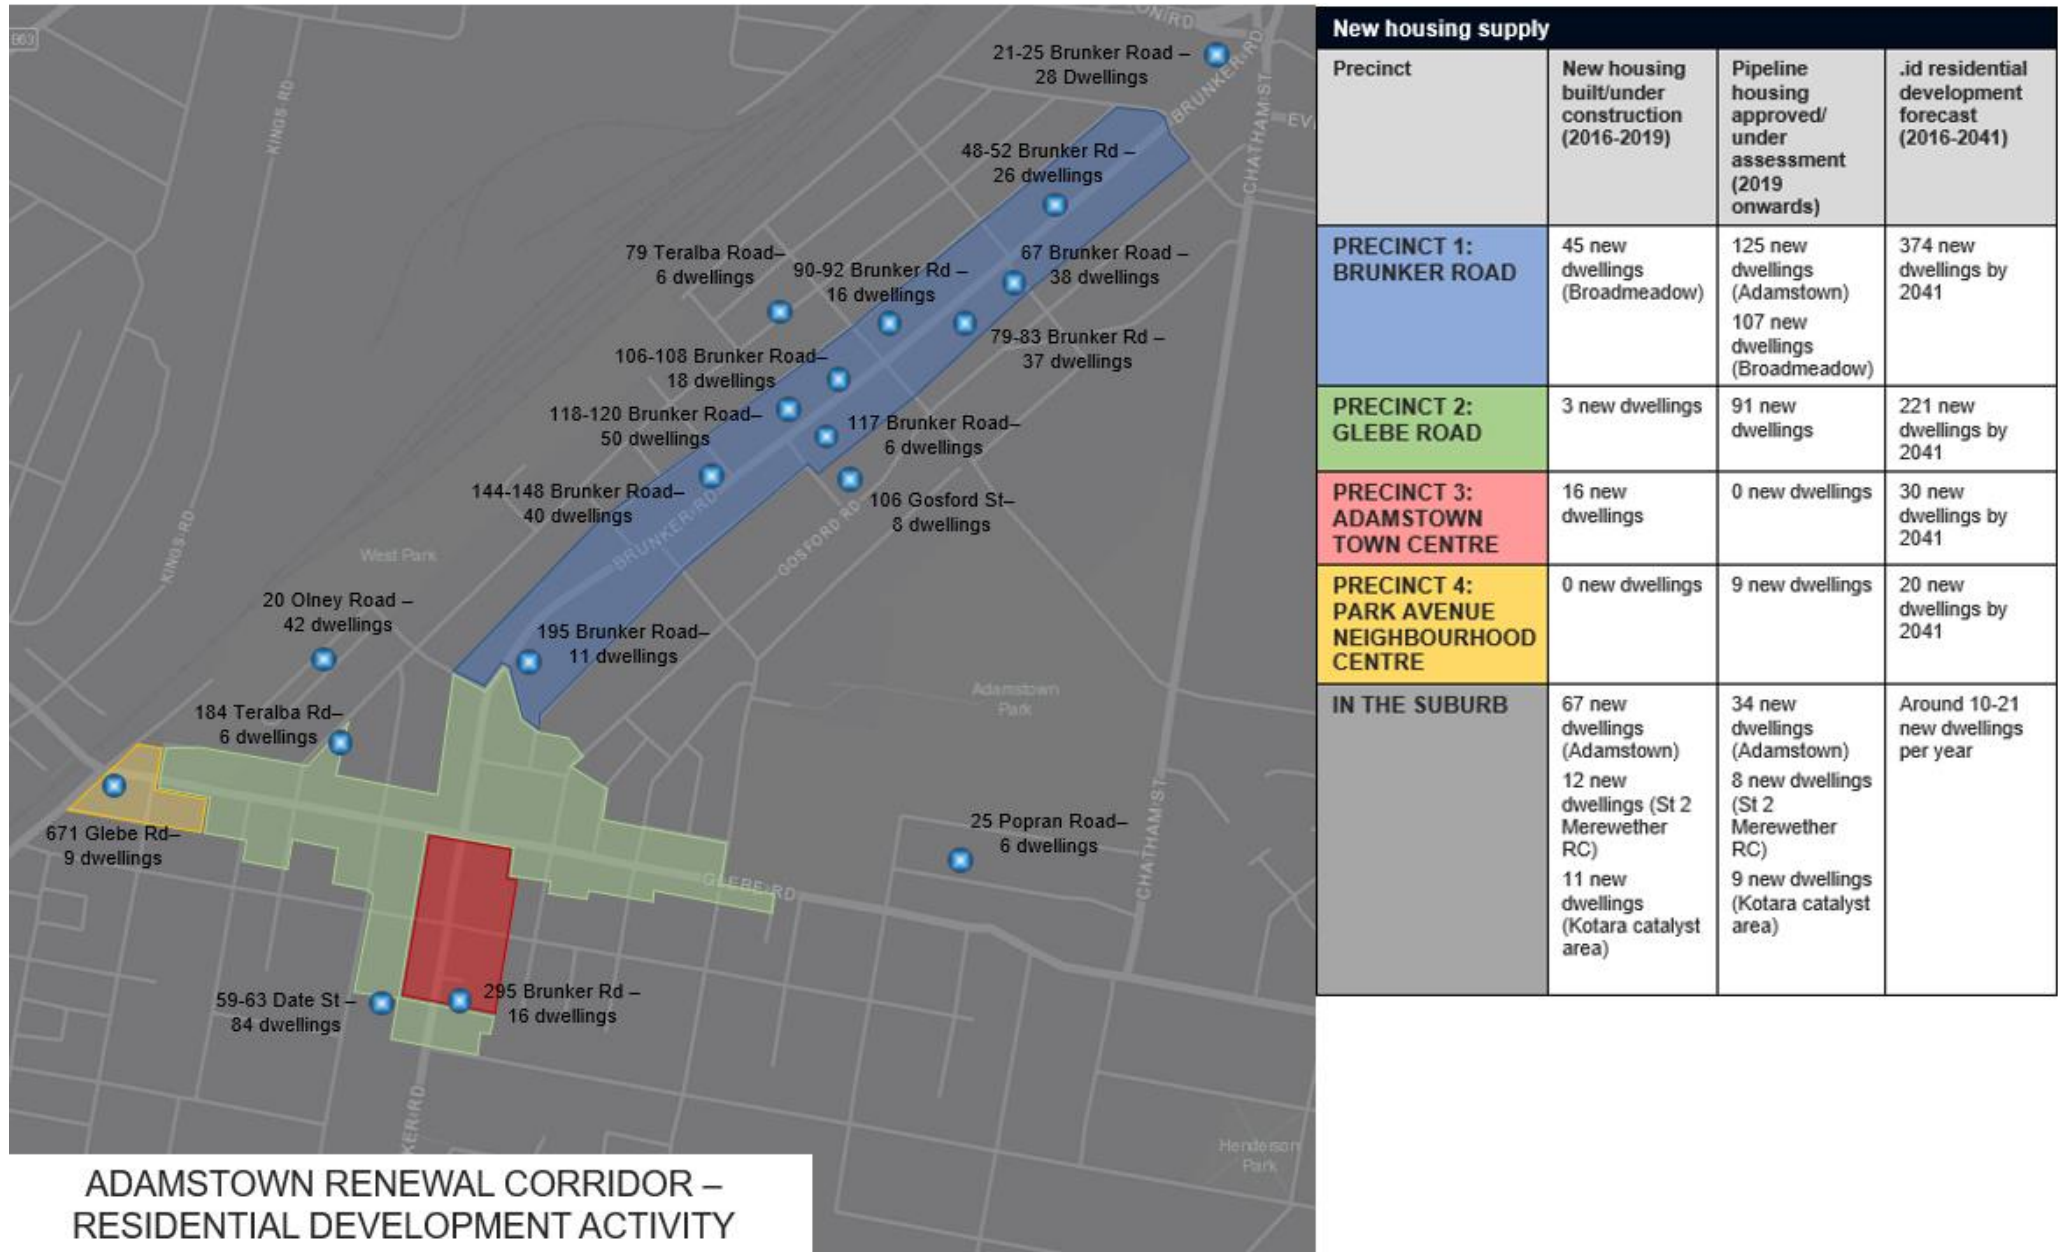 B63
KINGS RD
KINGS RD
21-25 Brunker Road –
28 Dwellings
BRUNKER RD
CHATHAM ST
48-52 Brunker Rd –
26 dwellings
79 Teralba Road–
6 dwellings
90-92 Brunker Rd –
16 dwellings
67 Brunker Road –
38 dwellings
106-108 Brunker Road–
18 dwellings
79-83 Brunker Rd –
37 dwellings
118-120 Brunker Road–
50 dwellings
117 Brunker Road–
6 dwellings
144-148 Brunker Road–
40 dwellings
106 Gosford St–
8 dwellings
BRUNKER RD
GOSFORD RD
West Park
20 Olney Road –
42 dwellings
195 Brunker Road–
11 dwellings
Adamstown
Park
184 Teralba Rd–
6 dwellings
671 Glebe Rd–
9 dwellings
25 Popran Road–
6 dwellings
CHATHAM ST
GLEBE RD
59-63 Date St –
84 dwellings
295 Brunker Rd –
16 dwellings
KER RD
Henderson
Park
ADAMSTOWN RENEWAL CORRIDOR –
RESIDENTIAL DEVELOPMENT ACTIVITY
New housing supply
Precinct
New housing
built/under
construction
(2016-2019)
Pipeline
housing
approved/
under
assessment
(2019
onwards)
.id residential
development
forecast
(2016-2041)
PRECINCT 1:
BRUNKER ROAD
45 new
dwellings
(Broadmeadow)
125 new
dwellings
(Adamstown)
107 new
dwellings
(Broadmeadow)
374 new
dwellings by
2041
PRECINCT 2:
GLEBE ROAD
3 new dwellings
91 new
dwellings
221 new
dwellings by
2041
PRECINCT 3:
ADAMSTOWN
TOWN CENTRE
16 new
dwellings
0 new dwellings
30 new
dwellings by
2041
PRECINCT 4:
PARK AVENUE
NEIGHBOURHOOD
CENTRE
0 new dwellings
9 new dwellings
20 new
dwellings by
2041
IN THE SUBURB
67 new
dwellings
(Adamstown)
12 new
dwellings (St 2
Merewether
RC)
11 new
dwellings
(Kotara catalyst
area)
34 new
dwellings
(Adamstown)
8 new dwellings
(St 2
Merewether
RC)
9 new dwellings
(Kotara catalyst
area)
Around 10-21
new dwellings
per year